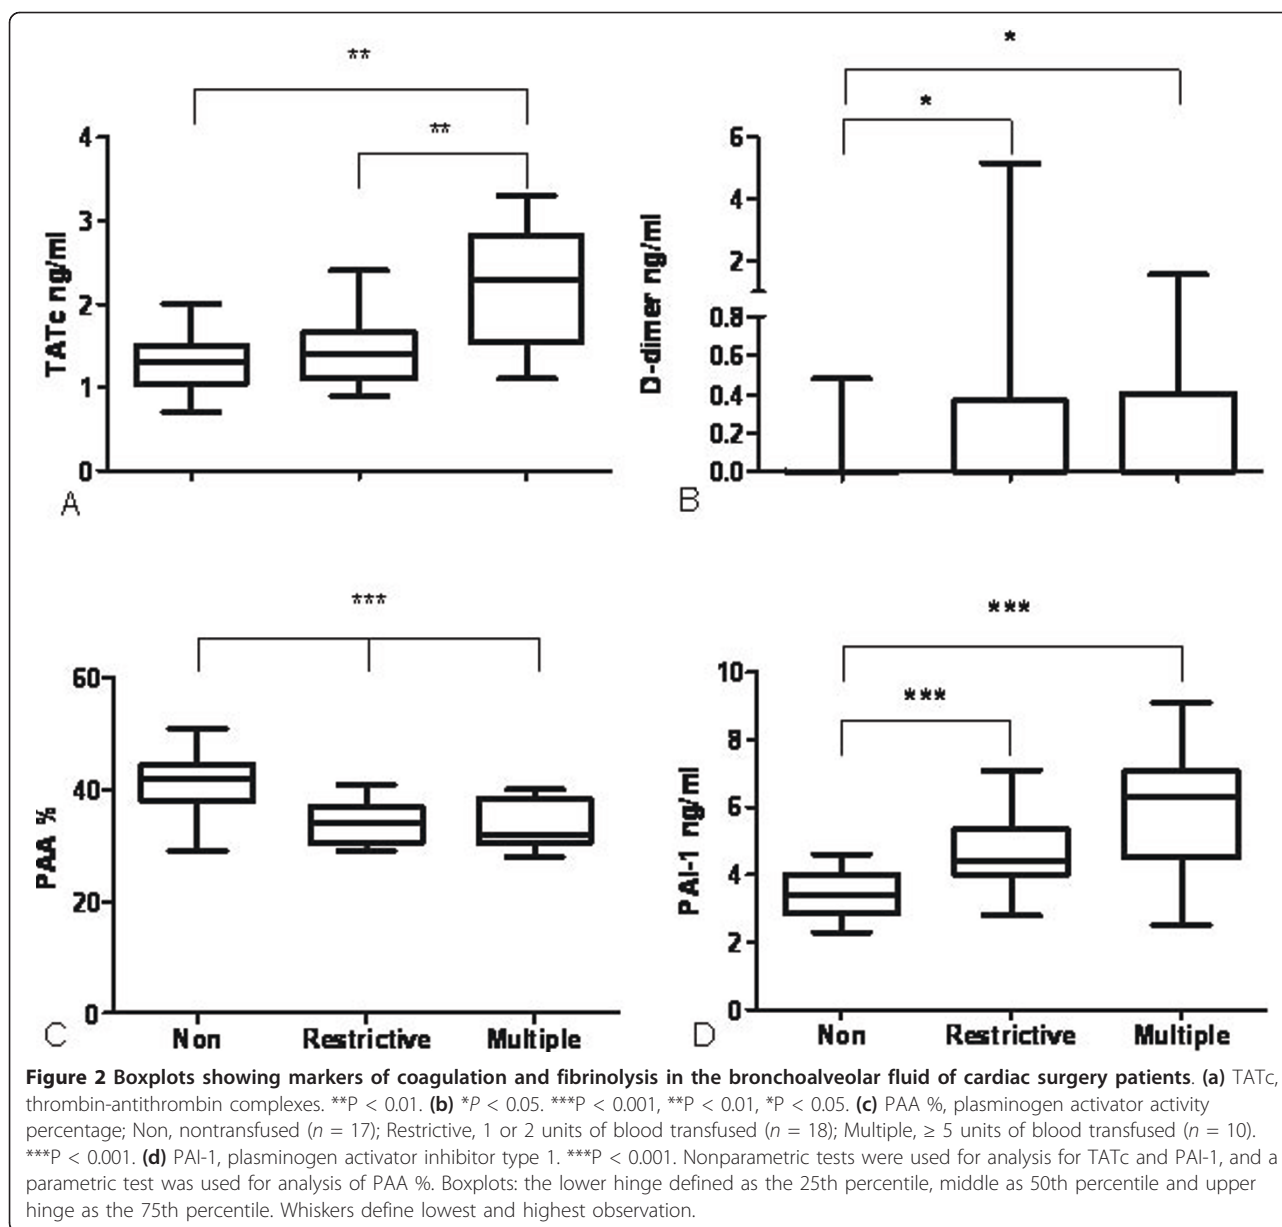 **
**
4
3
2
1
0
TATc ng/ml
A
*
*
6
4
2
0.8
0.6
0.4
0.2
0.0
D-dimer ng/ml
B
***
60
40
20
0
PAA %
C
Non Restrictive Multiple
***
***
10
8
6
4
2
0
PAI-1 ng/ml
D
Non Restrictive Multiple
Figure 2 Boxplots showing markers of coagulation and fibrinolysis in the bronchoalveolar fluid of cardiac surgery patients. (a) TATc,
thrombin-antithrombin complexes. **P < 0.01. (b) *P < 0.05. ***P < 0.001, **P < 0.01, *P < 0.05. (c) PAA %, plasminogen activator activity
percentage; Non, nontransfused (n = 17); Restrictive, 1 or 2 units of blood transfused (n = 18); Multiple, ≥ 5 units of blood transfused (n = 10).
***P < 0.001. (d) PAI-1, plasminogen activator inhibitor type 1. ***P < 0.001. Nonparametric tests were used for analysis for TATc and PAI-1, and a
parametric test was used for analysis of PAA %. Boxplots: the lower hinge defined as the 25th percentile, middle as 50th percentile and upper
hinge as the 75th percentile. Whiskers define lowest and highest observation.